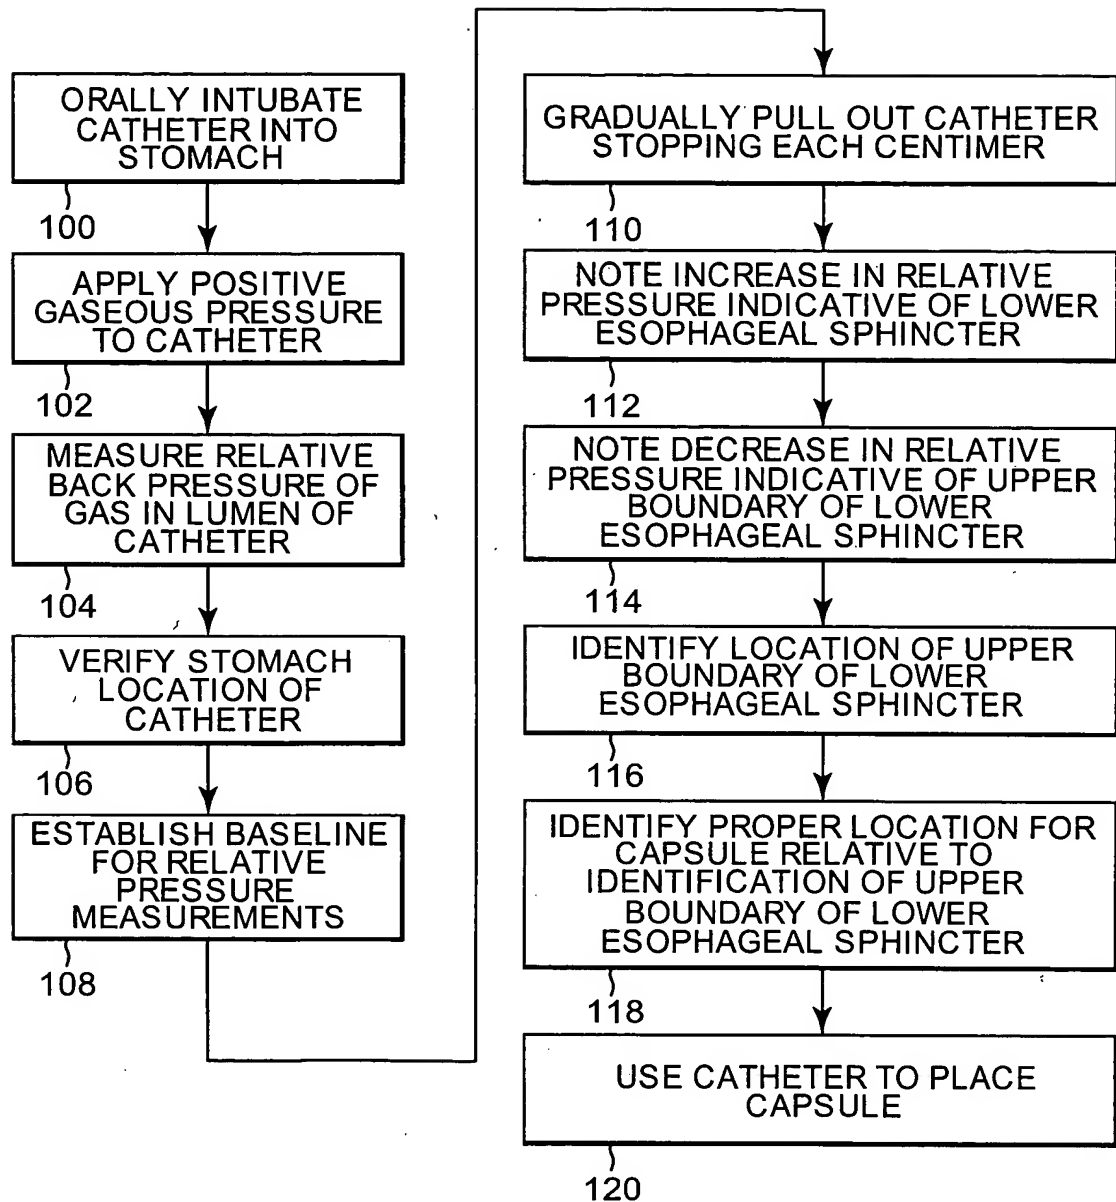 ORALLY INTUBATE
CATHETER INTO
STOMACH
100
APPLY POSITIVE
GASEOUS PRESSURE
TO CATHETER
102
MEASURE RELATIVE
BACK PRESSURE OF
GAS IN LUMEN OF
CATHETER
104
VERIFY STOMACH
LOCATION OF
CATHETER
106
ESTABLISH BASELINE
FOR RELATIVE
PRESSURE
MEASUREMENTS
108
GRADUALLY PULL OUT CATHETER
STOPPING EACH CENTIMER
110
NOTE INCREASE IN RELATIVE
PRESSURE INDICATIVE OF LOWER
ESOPHAGEAL SPHINCTER
112
NOTE DECREASE IN RELATIVE
PRESSURE INDICATIVE OF UPPER
BOUNDARY OF LOWER
ESOPHAGEAL SPHINCTER
114
IDENTIFY LOCATION OF UPPER
BOUNDARY OF LOWER
ESOPHAGEAL SPHINCTER
116
IDENTIFY PROPER LOCATION FOR
CAPSULE RELATIVE TO
IDENTIFICATION OF UPPER
BOUNDARY OF LOWER
ESOPHAGEAL SPHINCTER
118
USE CATHETER TO PLACE
CAPSULE
120